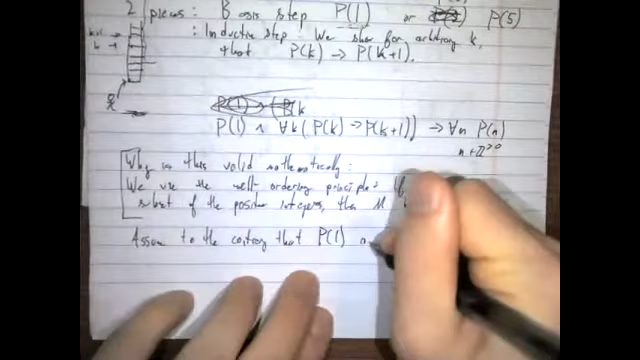 2 pieces: Basis step P(1) or P(5)
: Inductive step: We show for arbitrary k,
that P(k) → P(k+1).
k+1
k
P(1) ∧ (P(k
P(1) ∧ ∀k (P(k) → P(k+1)) → ∀n P(n)
n ∈ ℤ>0
Why is this valid mathematically:
We use the well-ordering principle: If
subset of the positive integers, then M
Assume to the contrary that P(1)